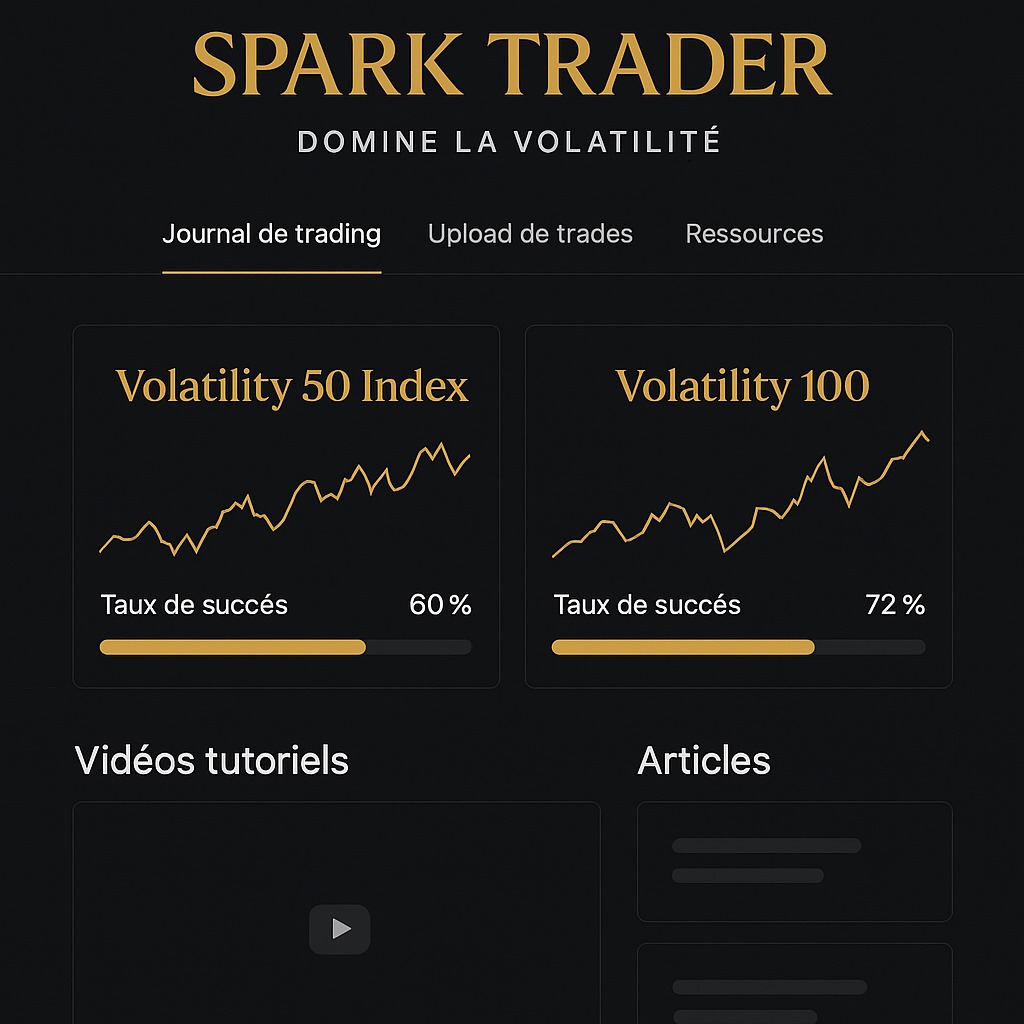 SPARK TRADER
DOMINE LA VOLATILITÉ
Journal de trading Upload de trades Ressources
Volatility 50 Index
Taux de succés 60 %
Volatility 100
Taux de succés 72 %
Vidéos tutoriels
Articles